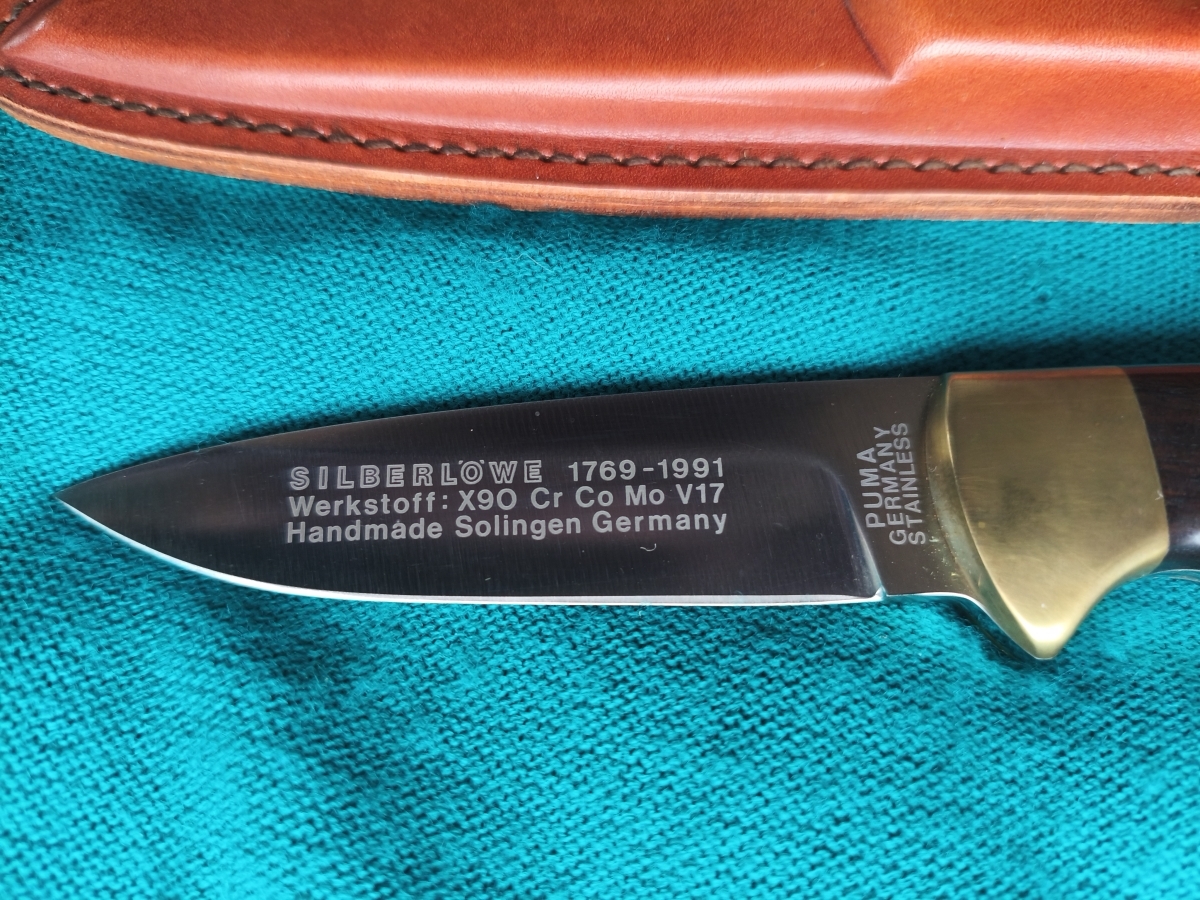 SILBERLÖWE 1769-1991
Werkstoff: X90 Cr Co Mo V17
Handmade Solingen Germany
PUMA
GERMANY
STAINLESS